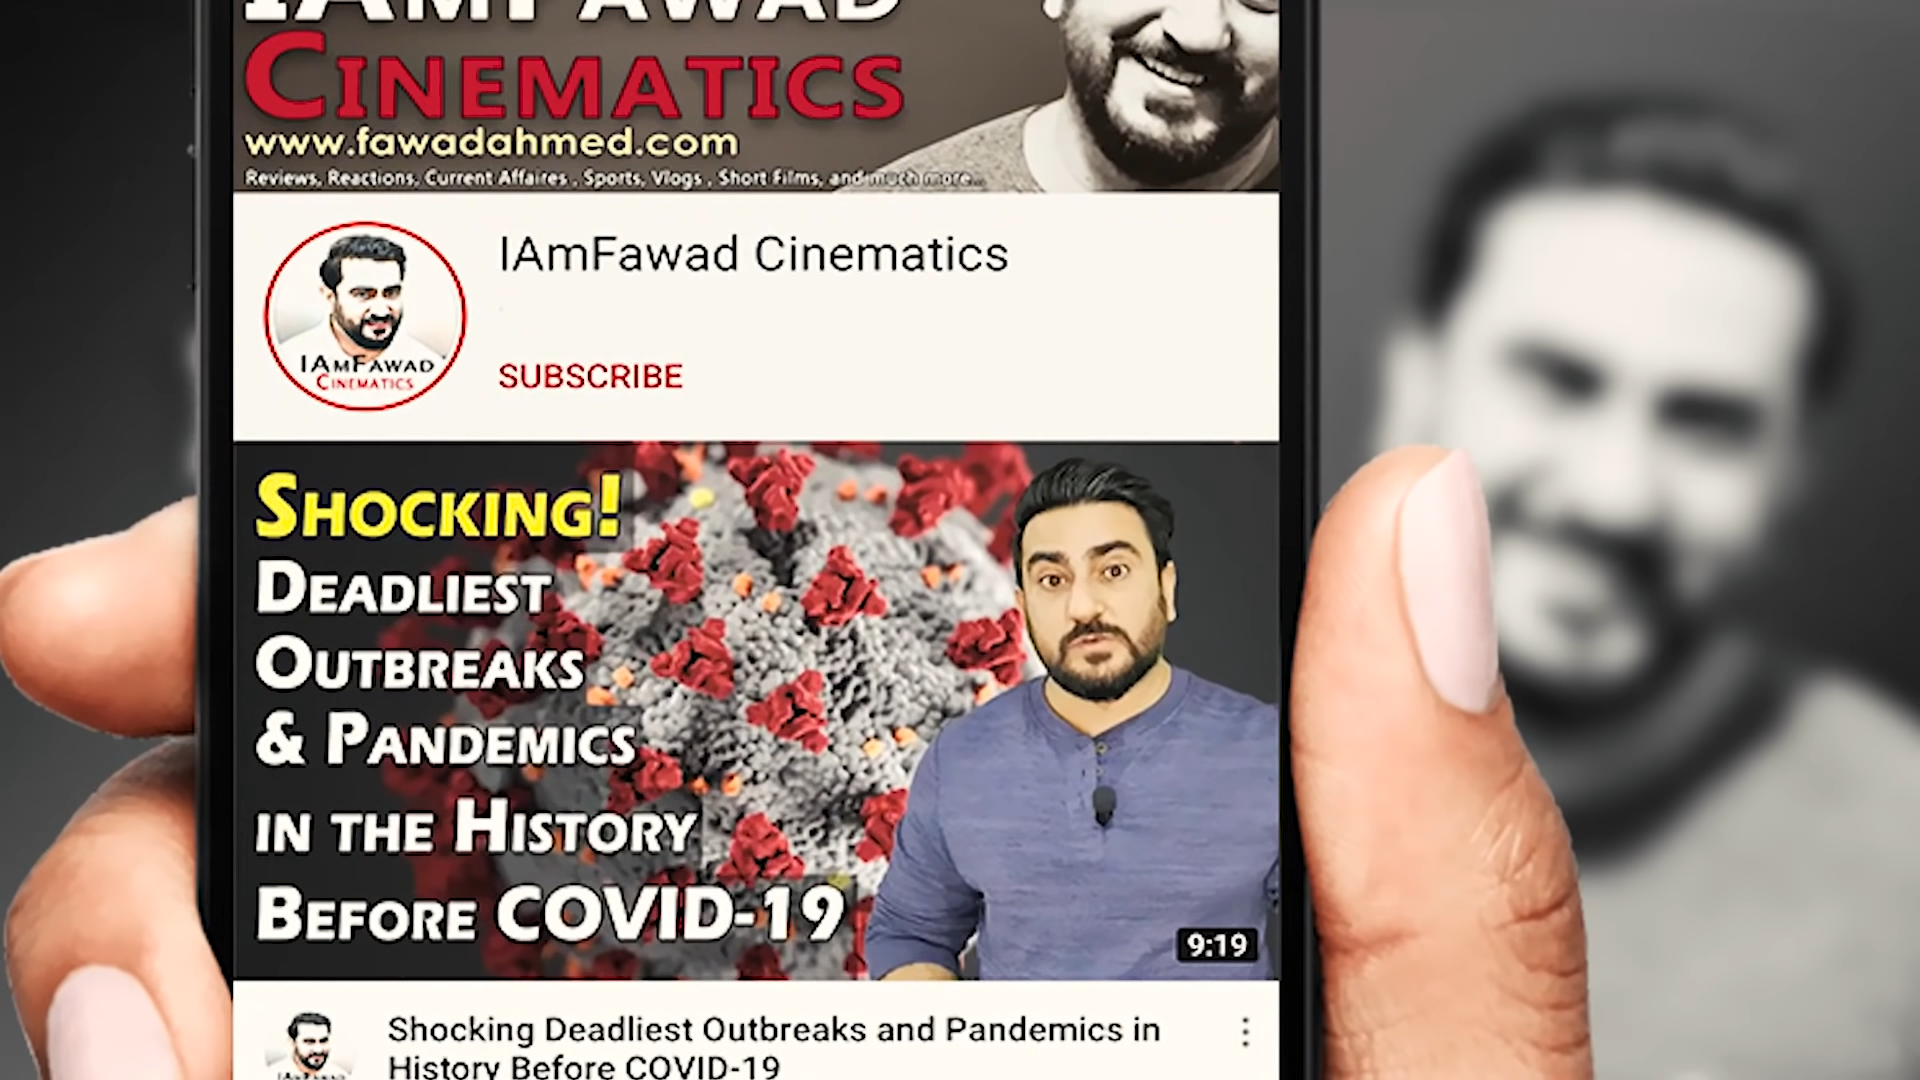 IAmFawad
Cinematics
www.fawadahmed.com
Reviews, Reactions, Current Affaires , Sports, Vlogs , Short Films, and much more...
IAmFawad Cinematics
IAmFawad
Cinematics
SUBSCRIBE
Shocking!
Deadliest
Outbreaks
& Pandemics
in the History
Before COVID-19
9:19
Shocking Deadliest Outbreaks and Pandemics in
History Before COVID-19
IAmFawad